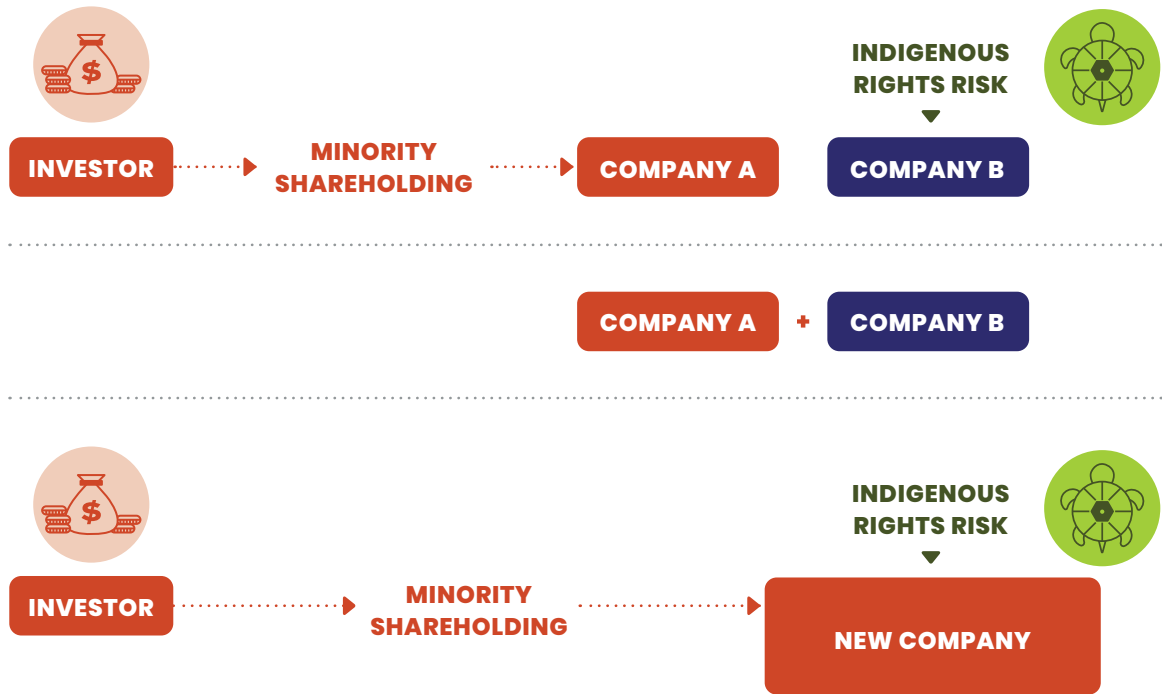 $
INDIGENOUS
RIGHTS RISK
INVESTOR
MINORITY
SHAREHOLDING
COMPANY A
COMPANY B
COMPANY A
+
COMPANY B
$
INDIGENOUS
RIGHTS RISK
INVESTOR
MINORITY
SHAREHOLDING
NEW COMPANY